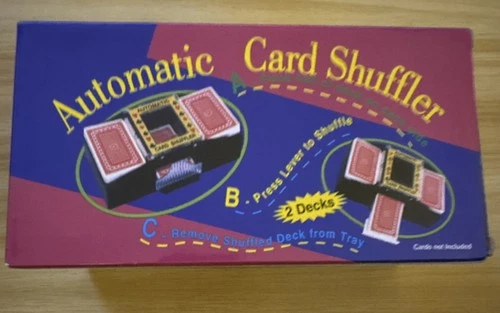 Automatic Card Shuffler
A
AUTOMATIC
CARD SHUFFLER
B - Press Lever to Shuffle
2 Decks
C - Remove Shuffled Deck from Tray
Cards not Included